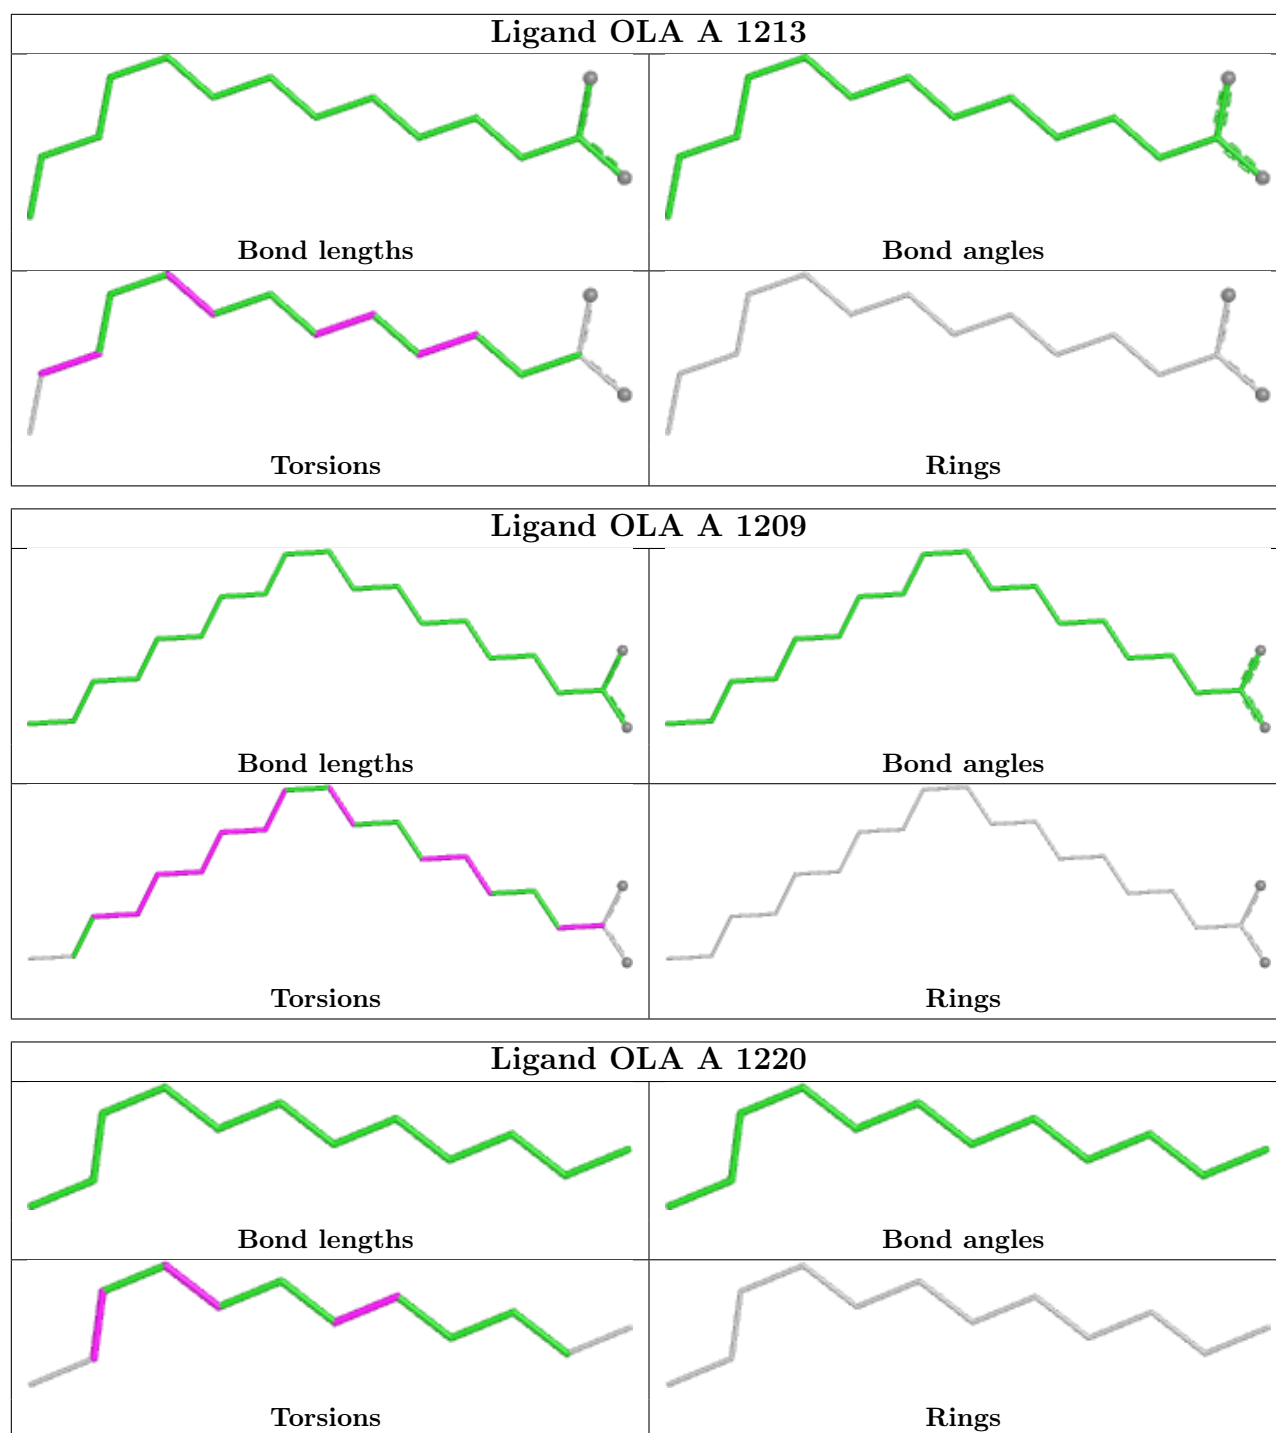 Ligand OLA A 1213
Bond lengths
Bond angles
Torsions
Rings
Ligand OLA A 1209
Bond lengths
Bond angles
Torsions
Rings
Ligand OLA A 1220
Bond lengths
Bond angles
Torsions
Rings